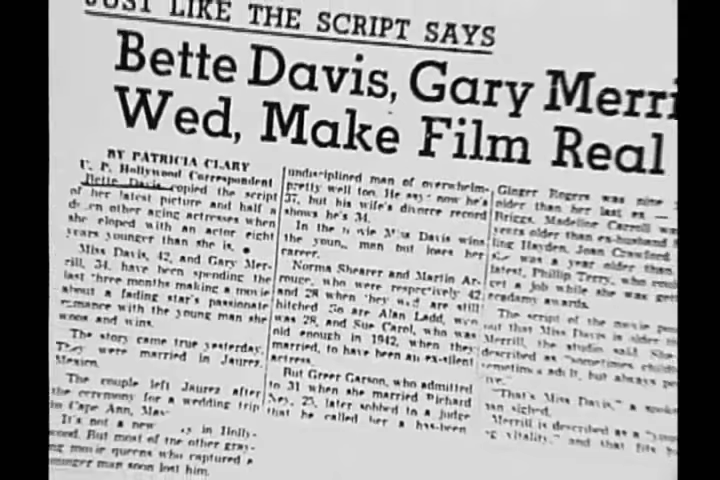 JUST LIKE THE SCRIPT SAYS
Bette Davis, Gary Merri
Wed, Make Film Real
BY PATRICIA CLARY
U. P. Hollywood Correspondent
Bette Davis copied the script
of her latest picture and half a
other aging actresses when
she eloped with an actor eight
years younger than she is.
Miss Davis, 42, and Gary Mer-
rill, 34, have been spending the
last three months making a movie
about a fading star's passionate
romance with the young man she
woos and wins.
The story came true yesterday.
They were married in Jaurez,
Mexico.
The couple left Jaurez after
the ceremony for a wedding trip
to Cape Ann,
It's not a new in Holly-
wood. But most of the other gray-
ing movie queens who captured a
younger man soon lost him.
undisciplined man of overwhelm-
pretty well too. He says now he's
37, but his wife's divorce record
shows he's 34.
In the movie Miss Davis wins
the young man but loses her
career.
Norma Shearer and Martin Ar-
rouge, who were respectively 42
and 28 when they wed are still
hitched. So are Alan Ladd, who
was 28, and Sue Carol, who was
old enough in 1942, when they
married, to have been an ex-silent
actress.
But Greer Garson, who admitted
to 31 when she married Richard
Ney, 25, later sobbed to a judge
that he called her a has-been
Ginger Rogers was nine
older than her last ex —
Briggs. Madeline Carroll wa
years older than ex-husband
ling Hayden. Joan Crawford
she was a year older than
latest, Phillip Terry, who
get a job while she was
academy awards.
The script of the movie
out that Miss Davis is older
Merrill, the studio said. She
described as "sometimes
sometimes adult, but always
"That's Miss Davis," a
man sighed.
Merrill is described as a
vitality," and that fits